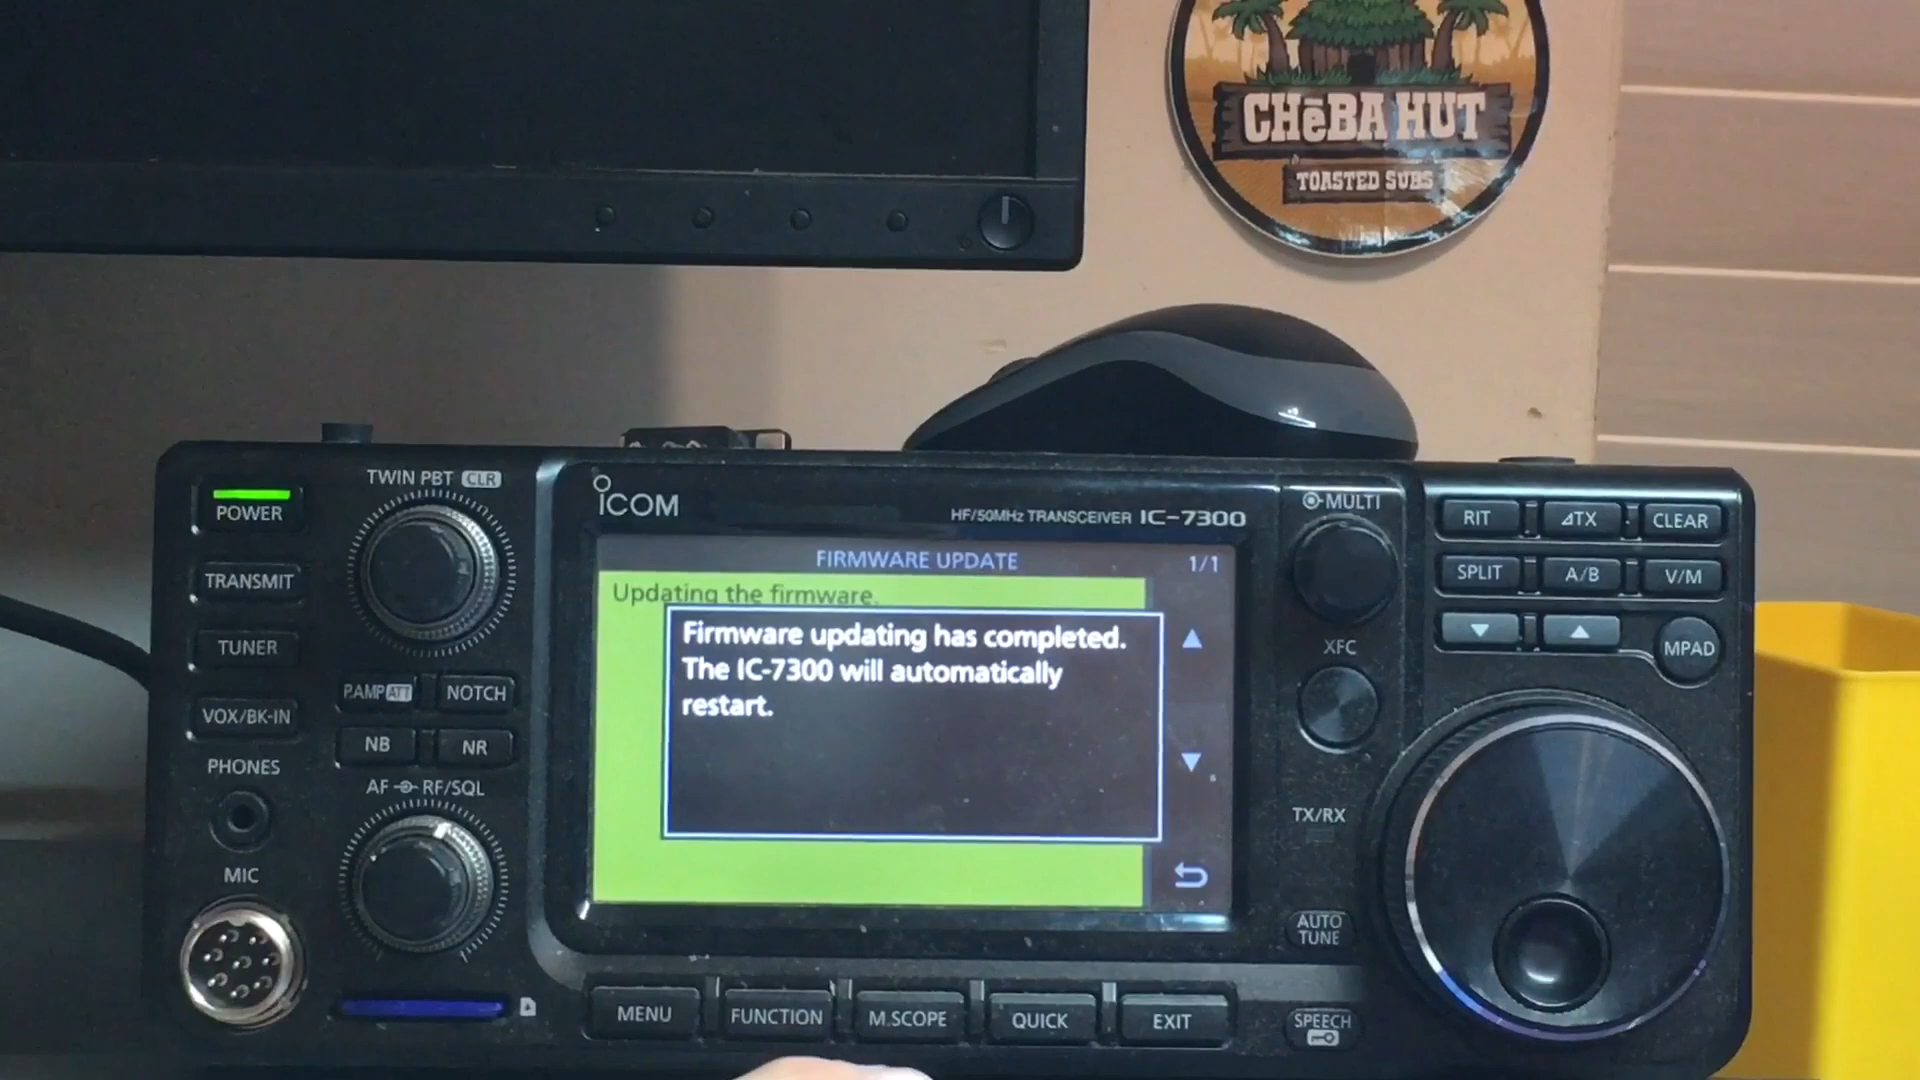 CHēBA HUT
TOASTED SUBS
TWIN PBT CLR
POWER
TRANSMIT
TUNER
VOX/BK-IN
PHONES
MIC
P.AMP ATT
NOTCH
NB
NR
AF RF/SQL
ICOM
HF/50MHz TRANSCEIVER IC-7300
FIRMWARE UPDATE 1/1
Updating the firmware.
Firmware updating has completed.
The IC-7300 will automatically
restart.
MENU
FUNCTION
M.SCOPE
QUICK
EXIT
MULTI
XFC
TX/RX
AUTO
TUNE
SPEECH
RIT
⊿TX
CLEAR
SPLIT
A/B
V/M
MPAD